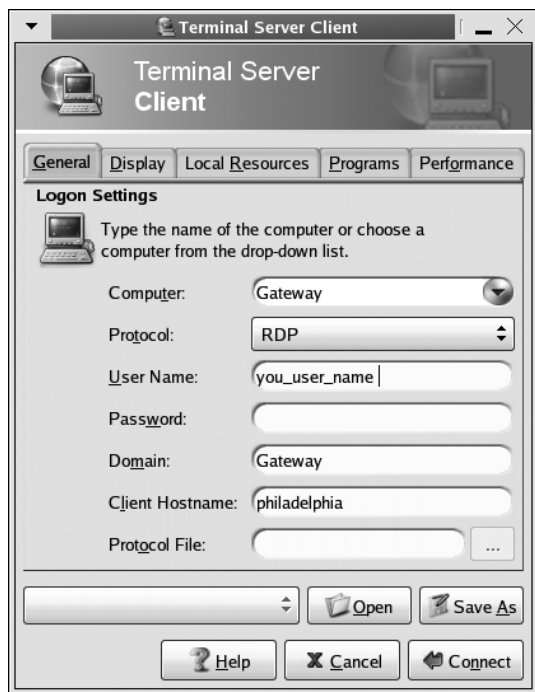 Terminal Server Client
Terminal Server
Client
General Display Local Resources Programs Performance
Logon Settings
Type the name of the computer or choose a
computer from the drop-down list.
Computer: Gateway
Protocol: RDP
User Name: you_user_name
Password:
Domain: Gateway
Client Hostname: philadelphia
Protocol File: ...
Open Save As
Help Cancel Connect